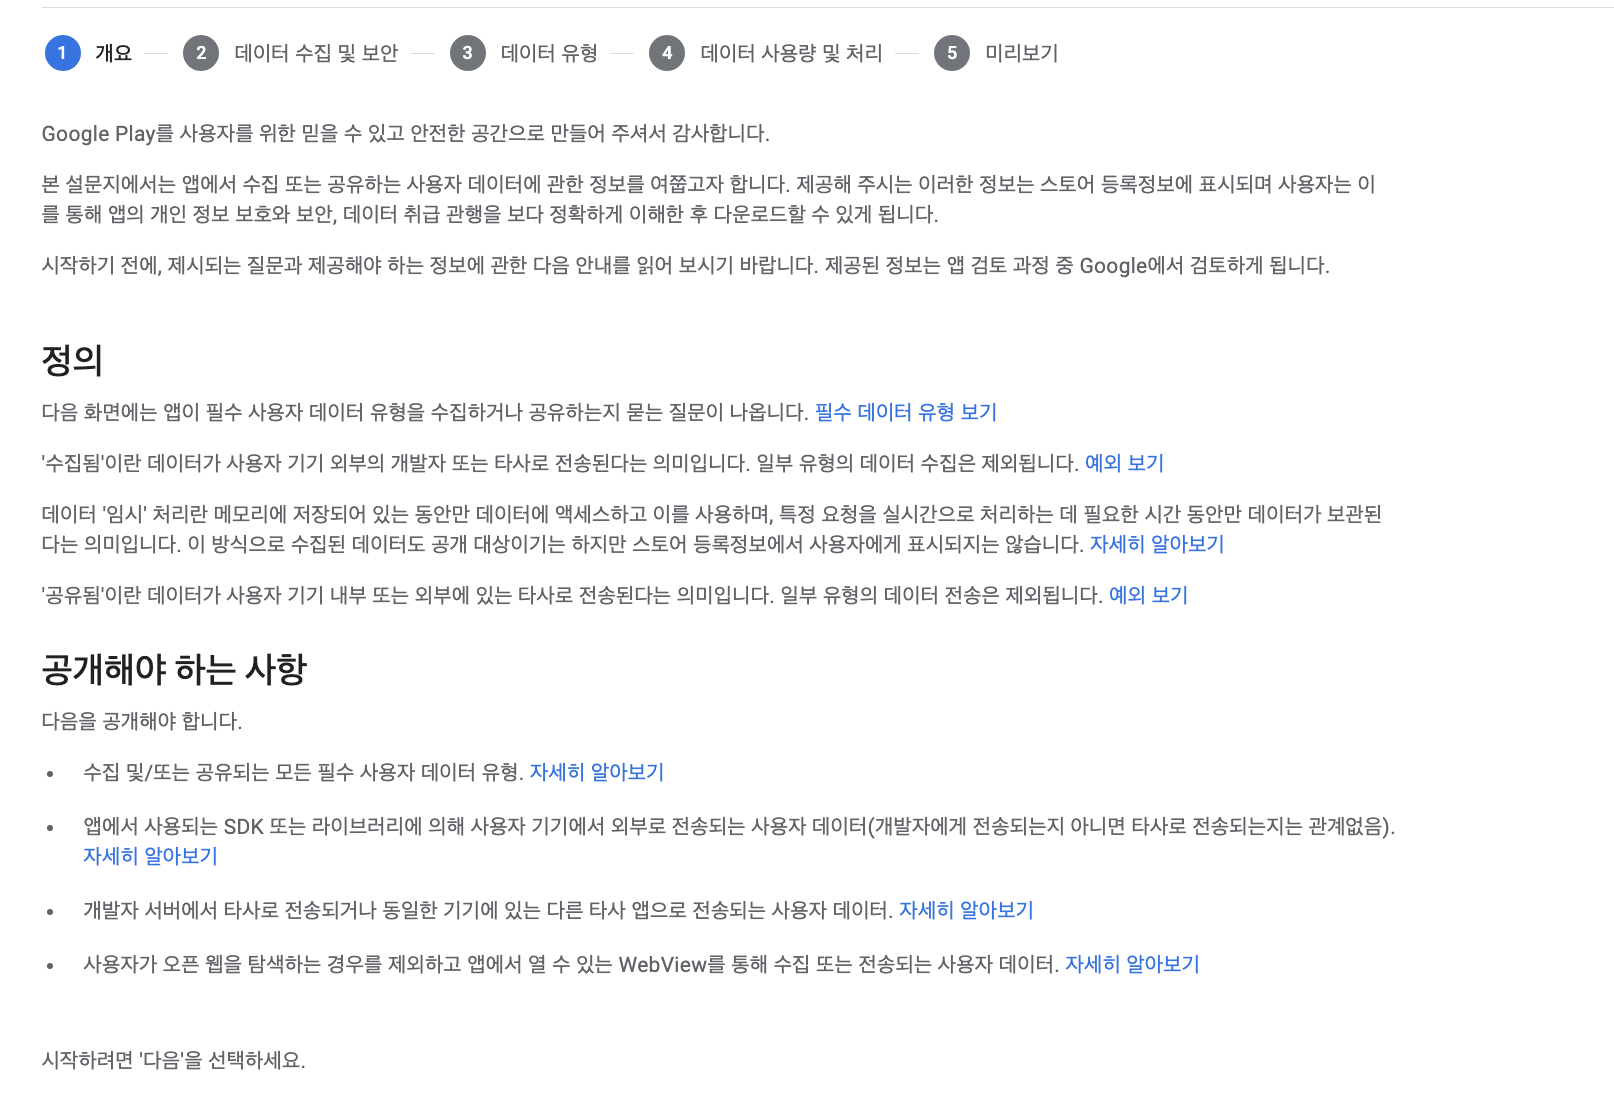 1 개요 2 데이터 수집 및 보안 3 데이터 유형 4 데이터 사용량 및 처리 5 미리보기
Google Play를 사용자를 위한 믿을 수 있고 안전한 공간으로 만들어 주셔서 감사합니다.
본 설문지에서는 앱에서 수집 또는 공유하는 사용자 데이터에 관한 정보를 여쭙고자 합니다. 제공해 주시는 이러한 정보는 스토어 등록정보에 표시되며 사용자는 이
를 통해 앱의 개인 정보 보호와 보안, 데이터 취급 관행을 보다 정확하게 이해한 후 다운로드할 수 있게 됩니다.
시작하기 전에, 제시되는 질문과 제공해야 하는 정보에 관한 다음 안내를 읽어 보시기 바랍니다. 제공된 정보는 앱 검토 과정 중 Google에서 검토하게 됩니다.
정의
다음 화면에는 앱이 필수 사용자 데이터 유형을 수집하거나 공유하는지 묻는 질문이 나옵니다. 필수 데이터 유형 보기
'수집됨'이란 데이터가 사용자 기기 외부의 개발자 또는 타사로 전송된다는 의미입니다. 일부 유형의 데이터 수집은 제외됩니다. 예외 보기
데이터 '임시' 처리란 메모리에 저장되어 있는 동안만 데이터에 액세스하고 이를 사용하며, 특정 요청을 실시간으로 처리하는 데 필요한 시간 동안만 데이터가 보관된
다는 의미입니다. 이 방식으로 수집된 데이터도 공개 대상이기는 하지만 스토어 등록정보에서 사용자에게 표시되지는 않습니다. 자세히 알아보기
'공유됨'이란 데이터가 사용자 기기 내부 또는 외부에 있는 타사로 전송된다는 의미입니다. 일부 유형의 데이터 전송은 제외됩니다. 예외 보기
공개해야 하는 사항
다음을 공개해야 합니다.
• 수집 및/또는 공유되는 모든 필수 사용자 데이터 유형. 자세히 알아보기
• 앱에서 사용되는 SDK 또는 라이브러리에 의해 사용자 기기에서 외부로 전송되는 사용자 데이터(개발자에게 전송되는지 아니면 타사로 전송되는지는 관계없음).
자세히 알아보기
• 개발자 서버에서 타사로 전송되거나 동일한 기기에 있는 다른 타사 앱으로 전송되는 사용자 데이터. 자세히 알아보기
• 사용자가 오픈 웹을 탐색하는 경우를 제외하고 앱에서 열 수 있는 WebView를 통해 수집 또는 전송되는 사용자 데이터. 자세히 알아보기
시작하려면 '다음'을 선택하세요.